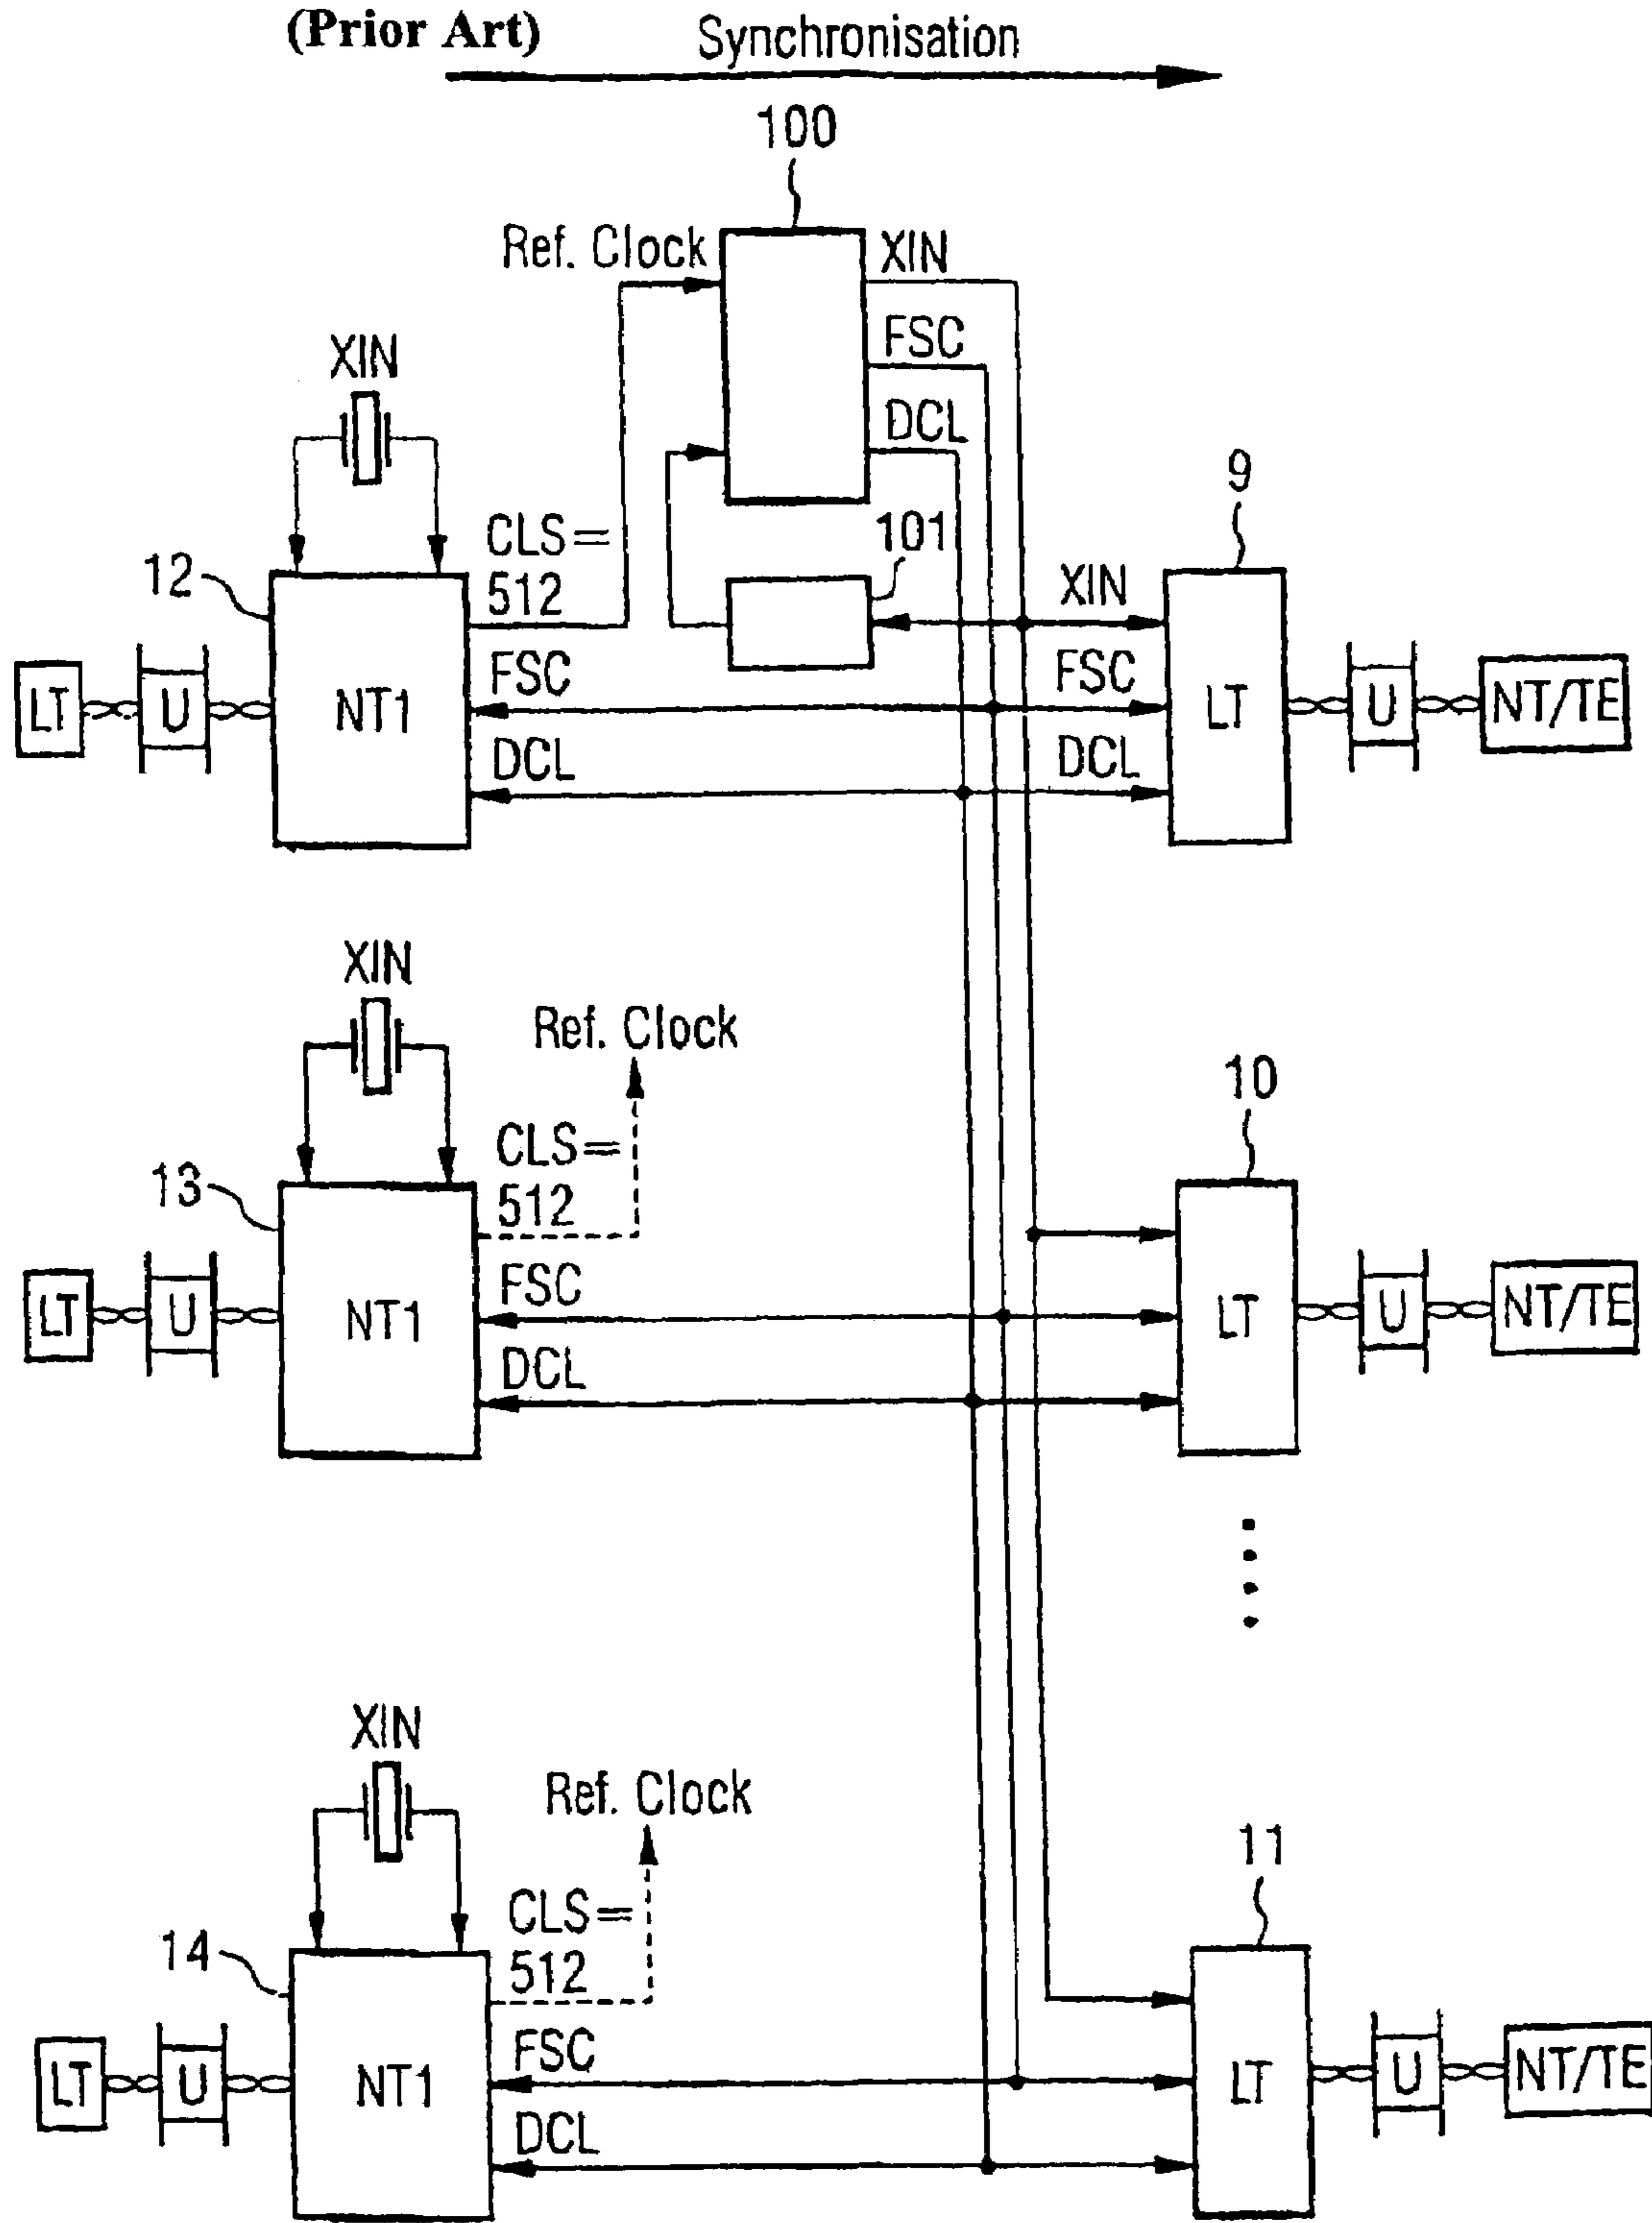 (Prior Art)
Synchronisation
100
Ref. Clock
XIN
FSC
DCL
XIN
9
101
CLS=
512
12
XIN
LT
U
NT1
FSC
FSC
LT
U
NT/TE
DCL
DCL
XIN
Ref. Clock
10
CLS=
512
13
FSC
LT
U
NT1
LT
U
NT/TE
DCL
XIN
Ref. Clock
11
CLS=
512
14
FSC
LT
U
NT1
LT
U
NT/TE
DCL